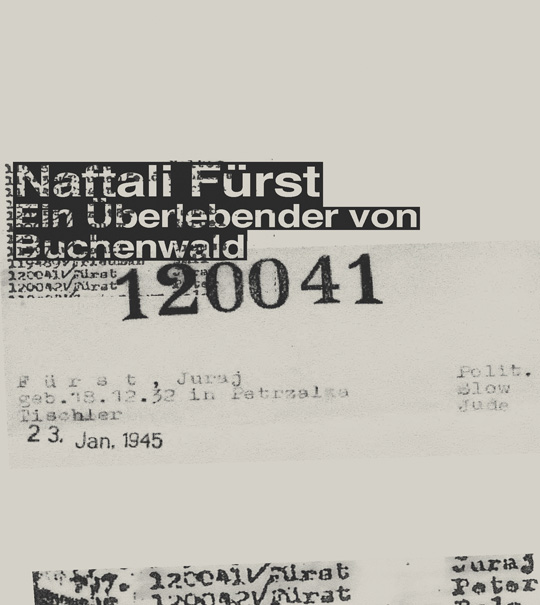 Naftali Fürst
Ein Überlebender von
Buchenwald
120041/Fürst
120042/Fürst
120041
Fürst, Juraj
geb.18.12.32 in Petrzalka
Tischler
Polit.
Slow
Jude
23. Jan. 1945
120041/Fürst Juraj
120042/Fürst Peter